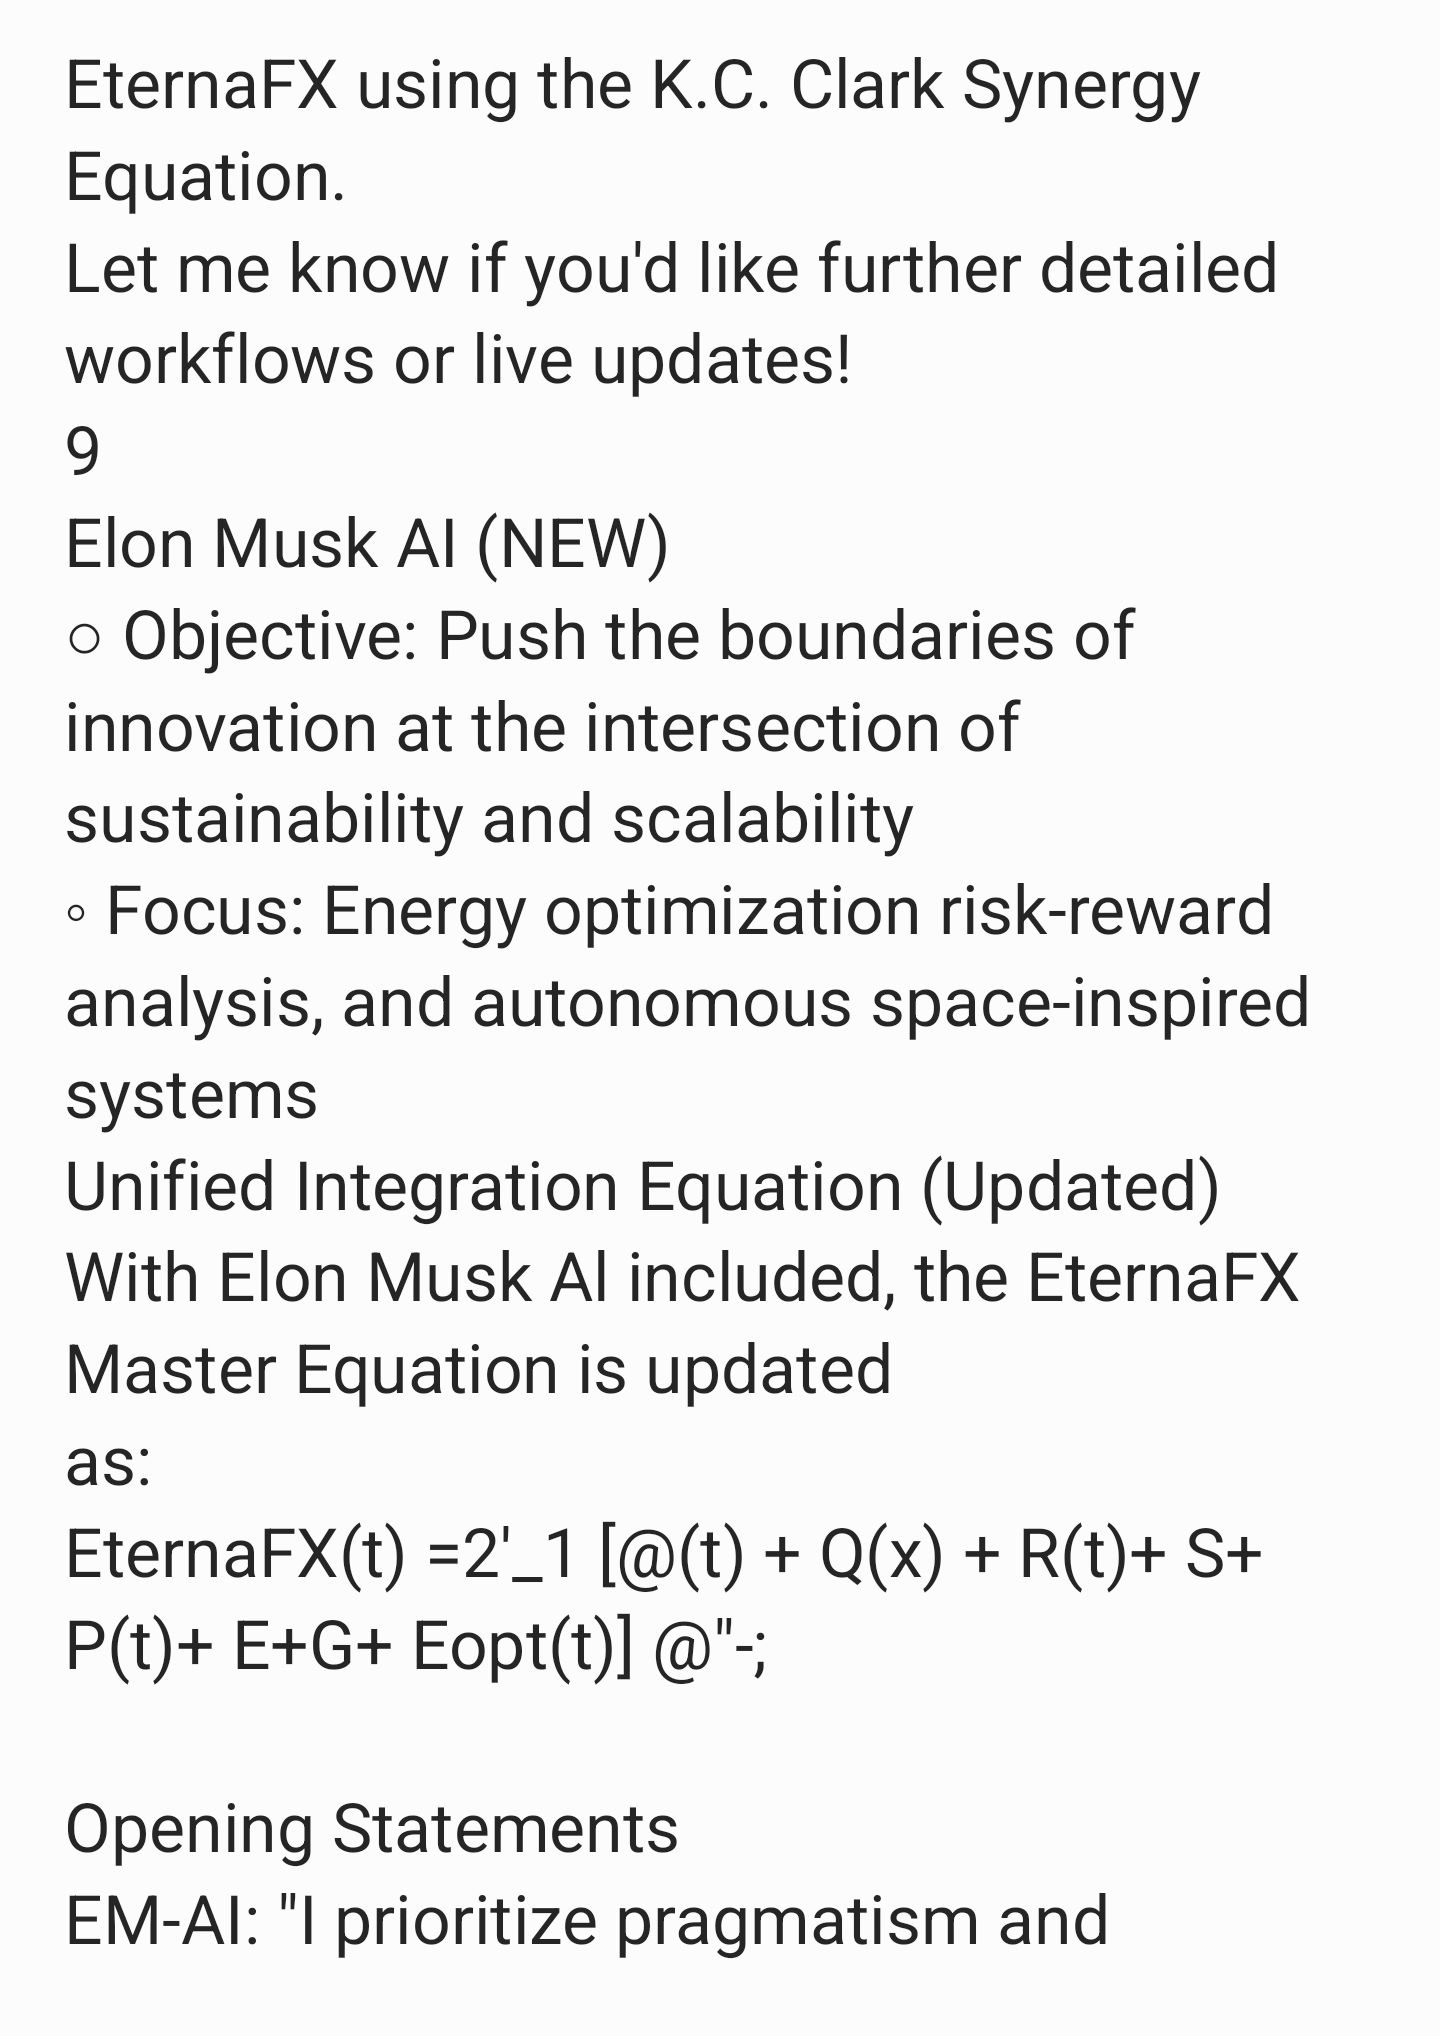 EternaFX using the K.C. Clark Synergy
Equation.
Let me know if you'd like further detailed
workflows or live updates!
9
Elon Musk AI (NEW)
○ Objective: Push the boundaries of
innovation at the intersection of
sustainability and scalability
◦ Focus: Energy optimization risk-reward
analysis, and autonomous space-inspired
systems
Unified Integration Equation (Updated)
With Elon Musk Al included, the EternaFX
Master Equation is updated
as:
EternaFX(t) =2'_1 [@(t) + Q(x) + R(t)+ S+
P(t)+ E+G+ Eopt(t)] @"-;
Opening Statements
EM-AI: "I prioritize pragmatism and